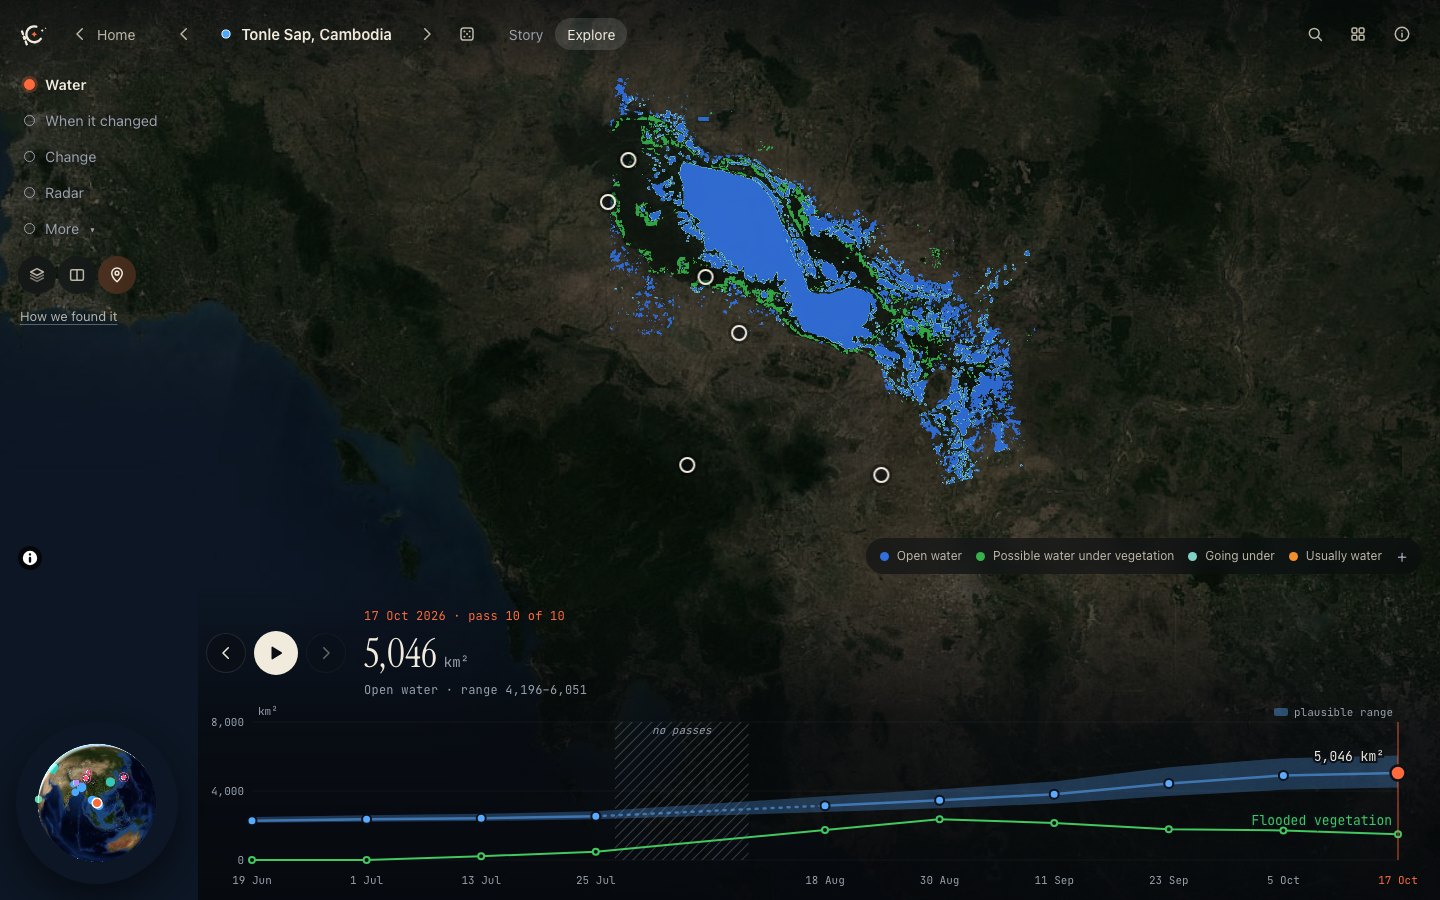 Home
Tonle Sap, Cambodia
Story
Explore
Water
When it changed
Change
Radar
More
How we found it
Open water
Possible water under vegetation
Going under
Usually water
+
17 Oct 2026 · pass 10 of 10
5,046 km²
Open water · range 4,196–6,051
km²
plausible range
8,000
no passes
5,046 km²
4,000
Flooded vegetation
0
19 Jun
1 Jul
13 Jul
25 Jul
18 Aug
30 Aug
11 Sep
23 Sep
5 Oct
17 Oct